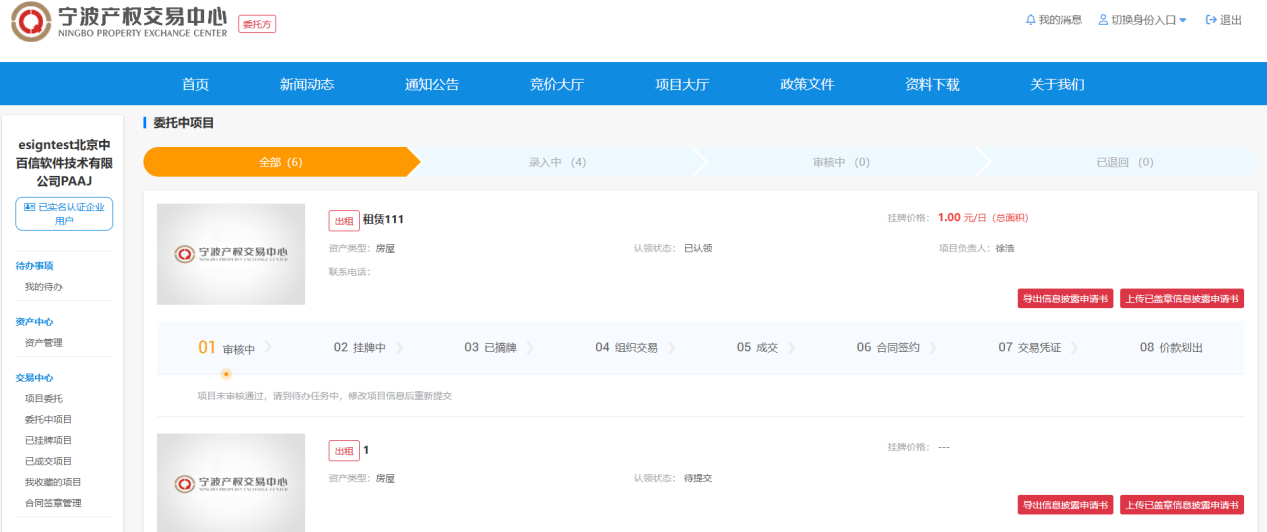 宁波产权交易中心
NINGBO PROPERTY EXCHANGE CENTER
委托方
我的消息
切换身份入口
退出
首页 新闻动态 通知公告 竞价大厅 项目大厅 政策文件 资料下载 关于我们
esigntest北京中
百信软件技术有限
公司PAAJ
已实名认证企业
用户
待办事项
我的待办
资产中心
资产管理
交易中心
项目委托
委托中项目
已挂牌项目
已成交项目
我收藏的项目
合同签章管理
委托中项目
全部 (6) 录入中 (4) 审核中 (0) 已退回 (0)
宁波产权交易中心
NINGBO PROPERTY EXCHANGE CENTER
出租 租赁111
挂牌价格: 1.00 元/日 (总面积)
资产类型: 房屋 认领状态: 已认领 项目负责人: 徐浩
联系电话:
导出信息披露申请书 上传已盖章信息披露申请书
01 审核中 02 挂牌中 03 已摘牌 04 组织交易 05 成交 06 合同签约 07 交易凭证 08 价款划出
项目未审核通过，请到待办任务中，修改项目信息后重新提交
宁波产权交易中心
NINGBO PROPERTY EXCHANGE CENTER
出租 1
挂牌价格: ---
资产类型: 房屋 认领状态: 待提交
导出信息披露申请书 上传已盖章信息披露申请书